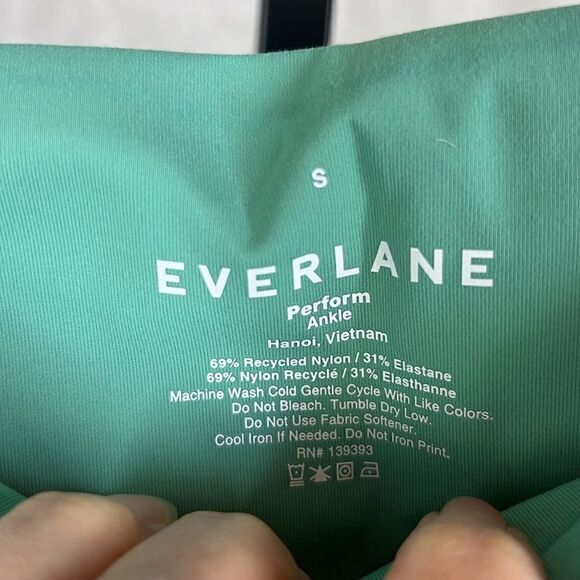 S
EVERLANE
Perform
Ankle
Hanoi, Vietnam
69% Recycled Nylon / 31% Elastane
69% Nylon Recyclé / 31% Elasthanne
Machine Wash Cold Gentle Cycle With Like Colors.
Do Not Bleach. Tumble Dry Low.
Do Not Use Fabric Softener.
Cool Iron If Needed. Do Not Iron Print.
RN# 139393